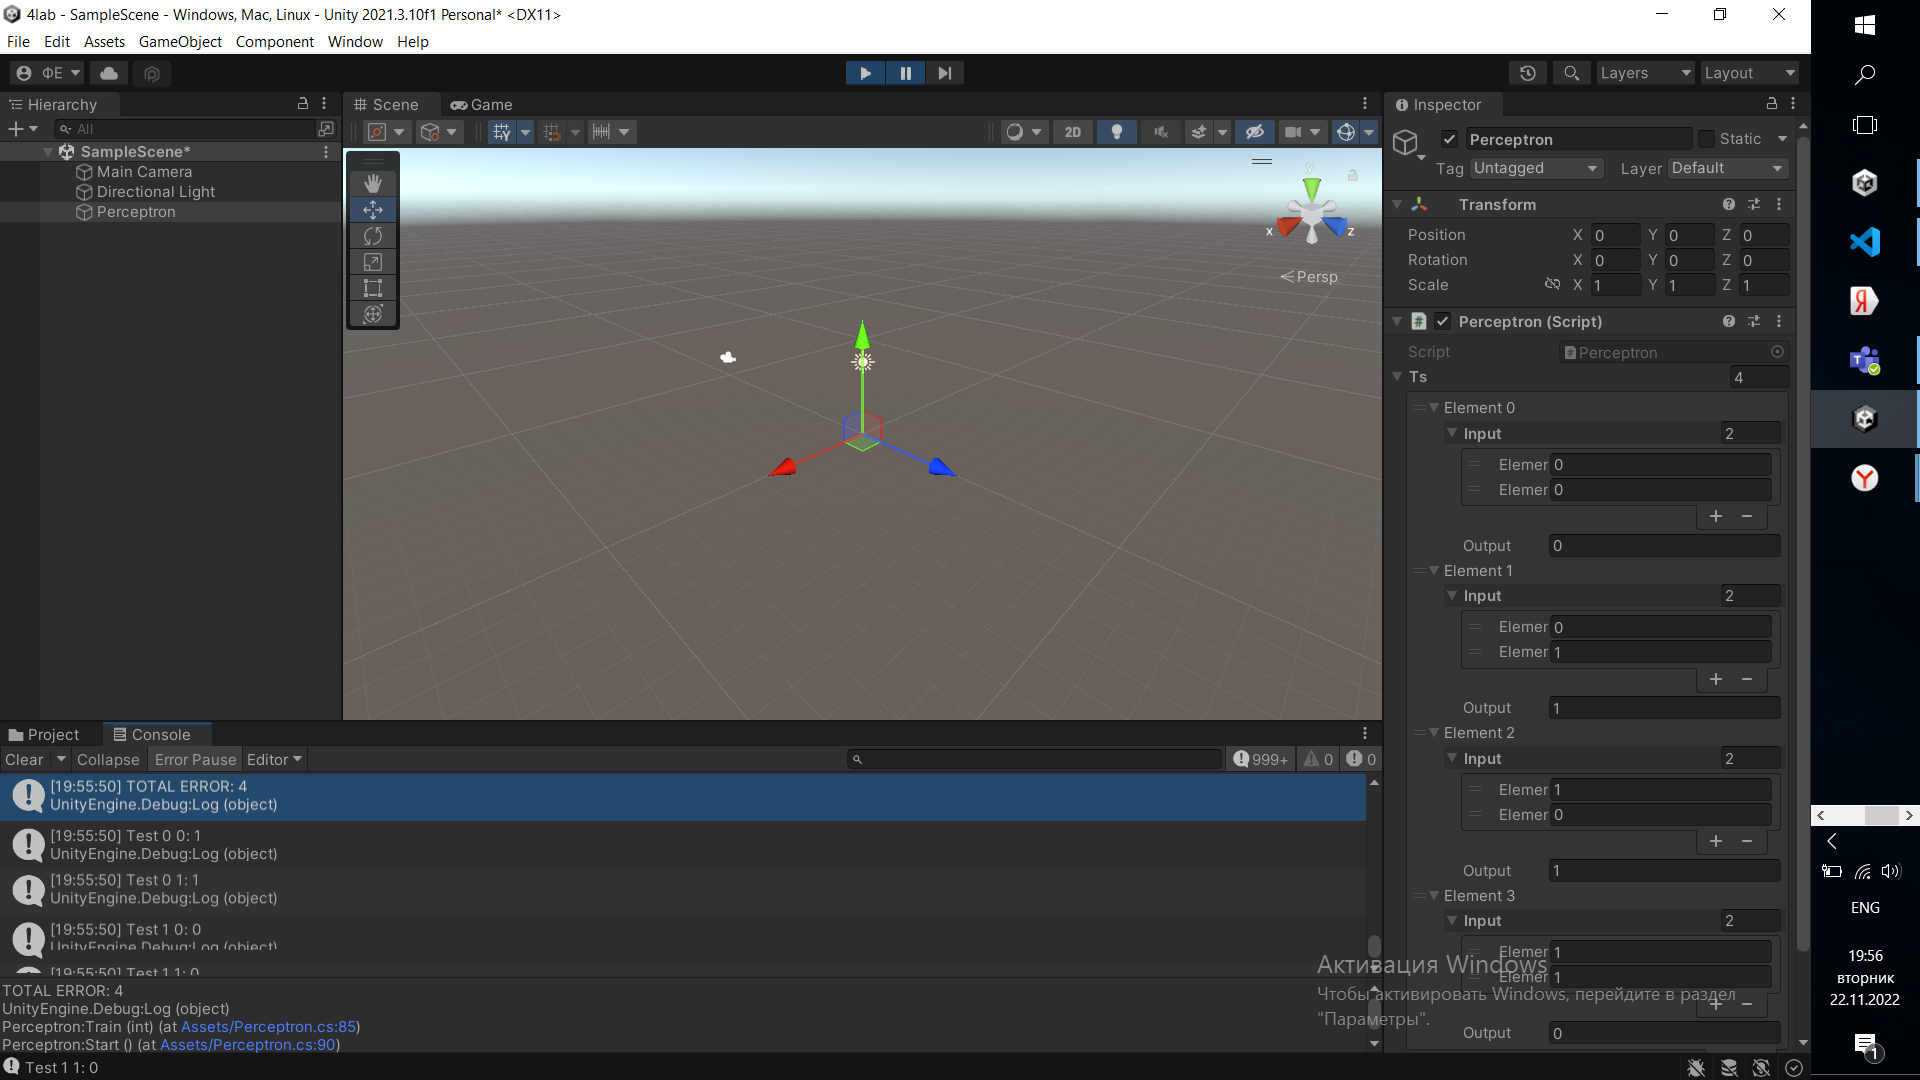 4lab - SampleScene - Windows, Mac, Linux - Unity 2021.3.10f1 Personal* <DX11>
File Edit Assets GameObject Component Window Help
ФЕ
Layers
Layout
Hierarchy
All
SampleScene*
Main Camera
Directional Light
Perceptron
Scene
Game
2D
y
x
z
Persp
Inspector
Perceptron
Static
Tag Untagged
Layer Default
Transform
Position X 0 Y 0 Z 0
Rotation X 0 Y 0 Z 0
Scale X 1 Y 1 Z 1
Perceptron (Script)
Script Perceptron
Ts 4
Element 0
Input 2
Elemer 0
Elemer 0
Output 0
Element 1
Input 2
Elemer 0
Elemer 1
Output 1
Element 2
Input 2
Elemer 1
Elemer 0
Output 1
Element 3
Input 2
Elemer 1
Elemer 1
Output 0
Project
Console
Clear
Collapse
Error Pause
Editor
999+
0
0
[19:55:50] TOTAL ERROR: 4
UnityEngine.Debug:Log (object)
[19:55:50] Test 0 0: 1
UnityEngine.Debug:Log (object)
[19:55:50] Test 0 1: 1
UnityEngine.Debug:Log (object)
[19:55:50] Test 1 0: 0
UnityEngine.Debug:Log (object)
[19:55:50] Test 1 1: 0
TOTAL ERROR: 4
UnityEngine.Debug:Log (object)
Perceptron:Train (int) (at Assets/Perceptron.cs:85)
Perceptron:Start () (at Assets/Perceptron.cs:90)
Test 1 1: 0
Активация Windows
Чтобы активировать Windows, перейдите в раздел
"Параметры".
ENG
19:56
вторник
22.11.2022
1